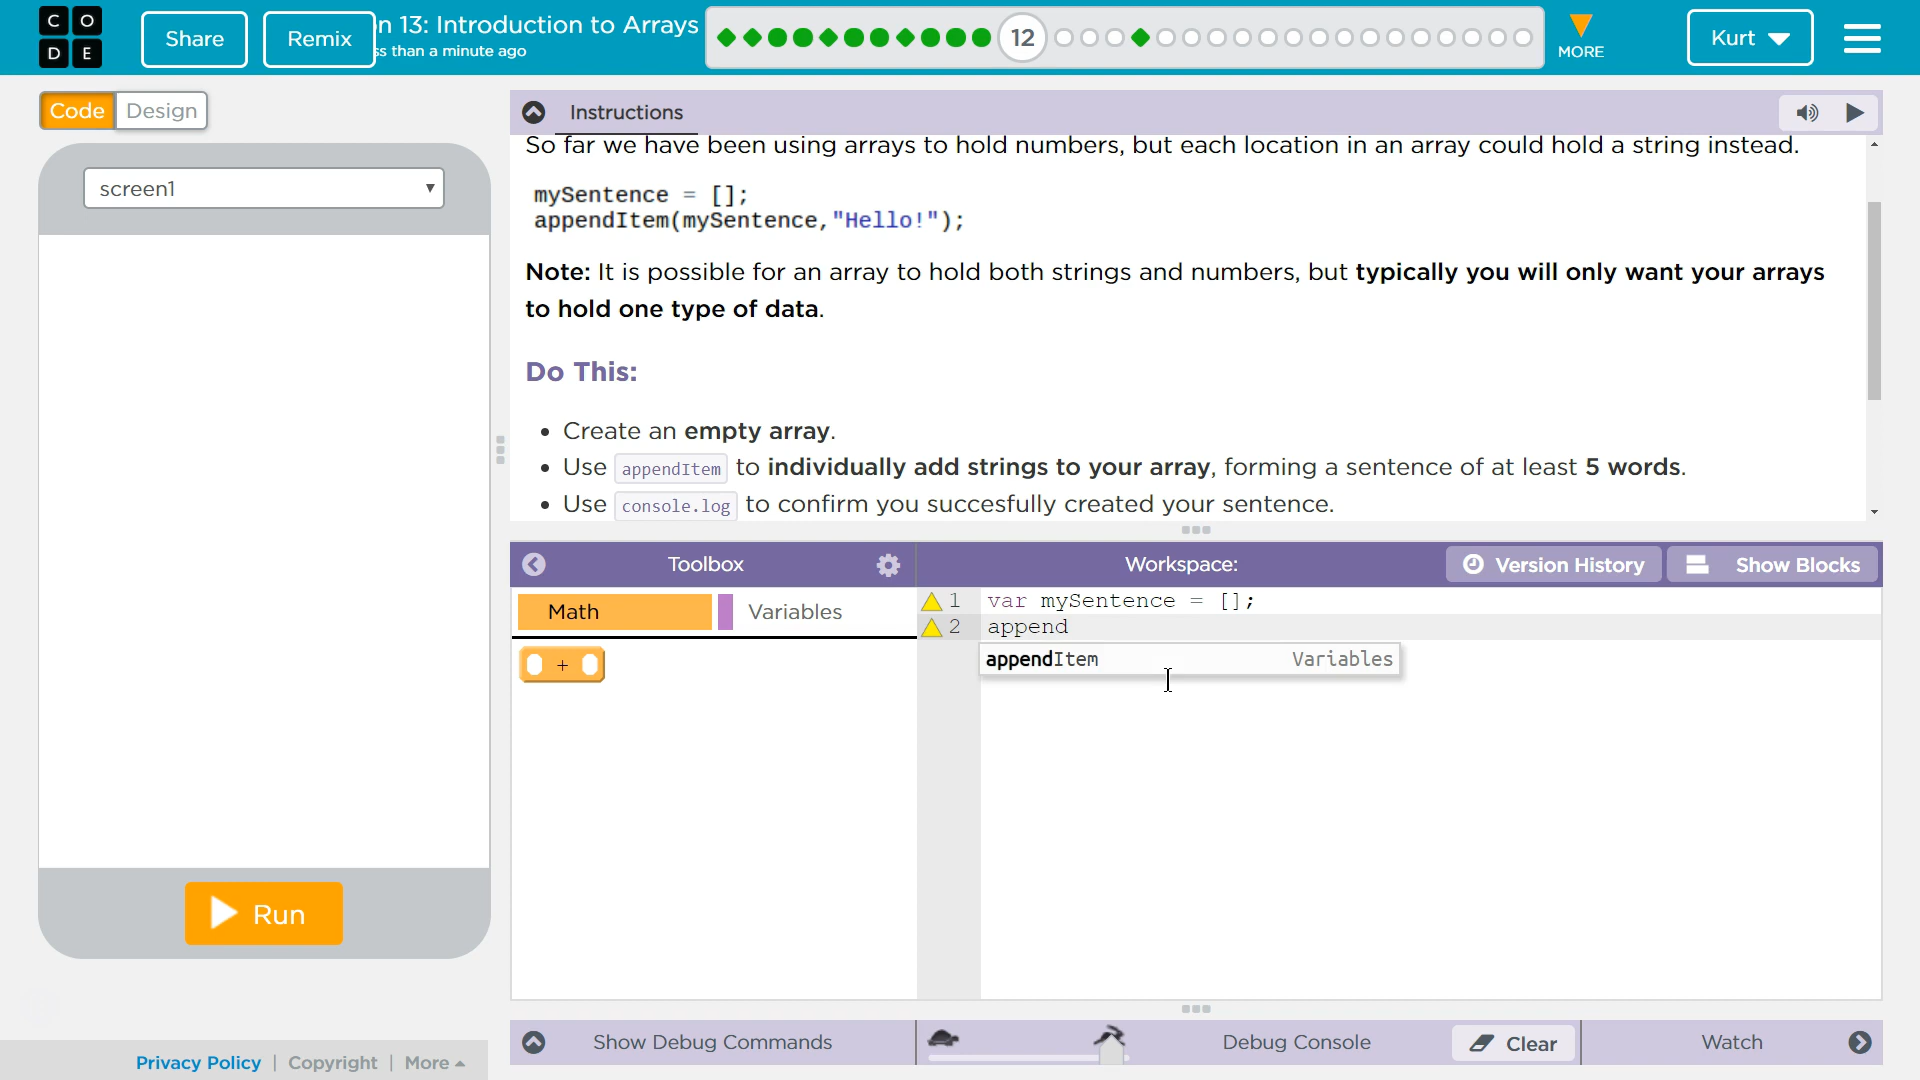 C O
D E
Share
Remix
n 13: Introduction to Arrays
ss than a minute ago
12
MORE
Kurt
Code
Design
screen1
Instructions
So far we have been using arrays to hold numbers, but each location in an array could hold a string instead.
mySentence = [];
appendItem(mySentence,"Hello!");
Note: It is possible for an array to hold both strings and numbers, but typically you will only want your arrays
to hold one type of data.
Do This:
Create an empty array.
Use appendItem to individually add strings to your array, forming a sentence of at least 5 words.
Use console.log to confirm you succesfully created your sentence.
Toolbox
Workspace:
Version History
Show Blocks
Math
Variables
+
1 var mySentence = [];
2 append
appendItem Variables
Run
Show Debug Commands
Debug Console
Clear
Watch
Privacy Policy | Copyright | More